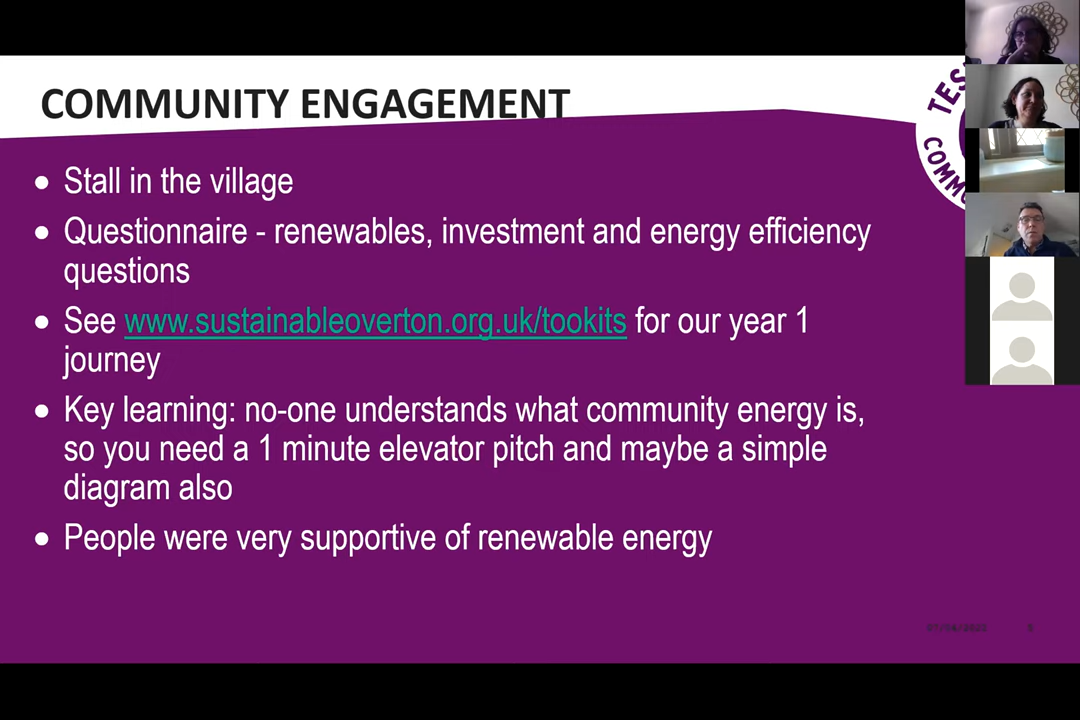 COMMUNITY ENGAGEMENT
TES
COMMU
• Stall in the village
• Questionnaire - renewables, investment and energy efficiency
questions
• See www.sustainableoverton.org.uk/tookits for our year 1
journey
• Key learning: no-one understands what community energy is,
so you need a 1 minute elevator pitch and maybe a simple
diagram also
• People were very supportive of renewable energy